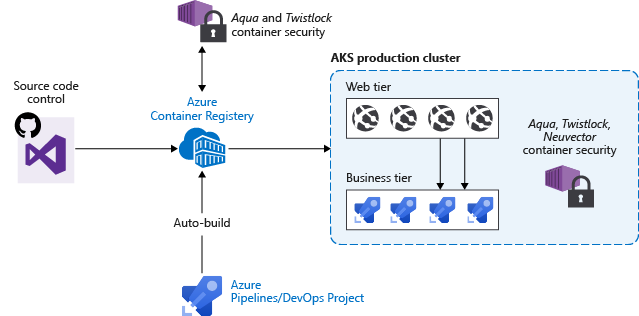 Aqua and Twistlock
container security
AKS production cluster
Source code
control
Azure
Container Registery
Web tier
Aqua, Twistlock,
Neuvector
container security
Business tier
Auto-build
Azure
Pipelines/DevOps Project